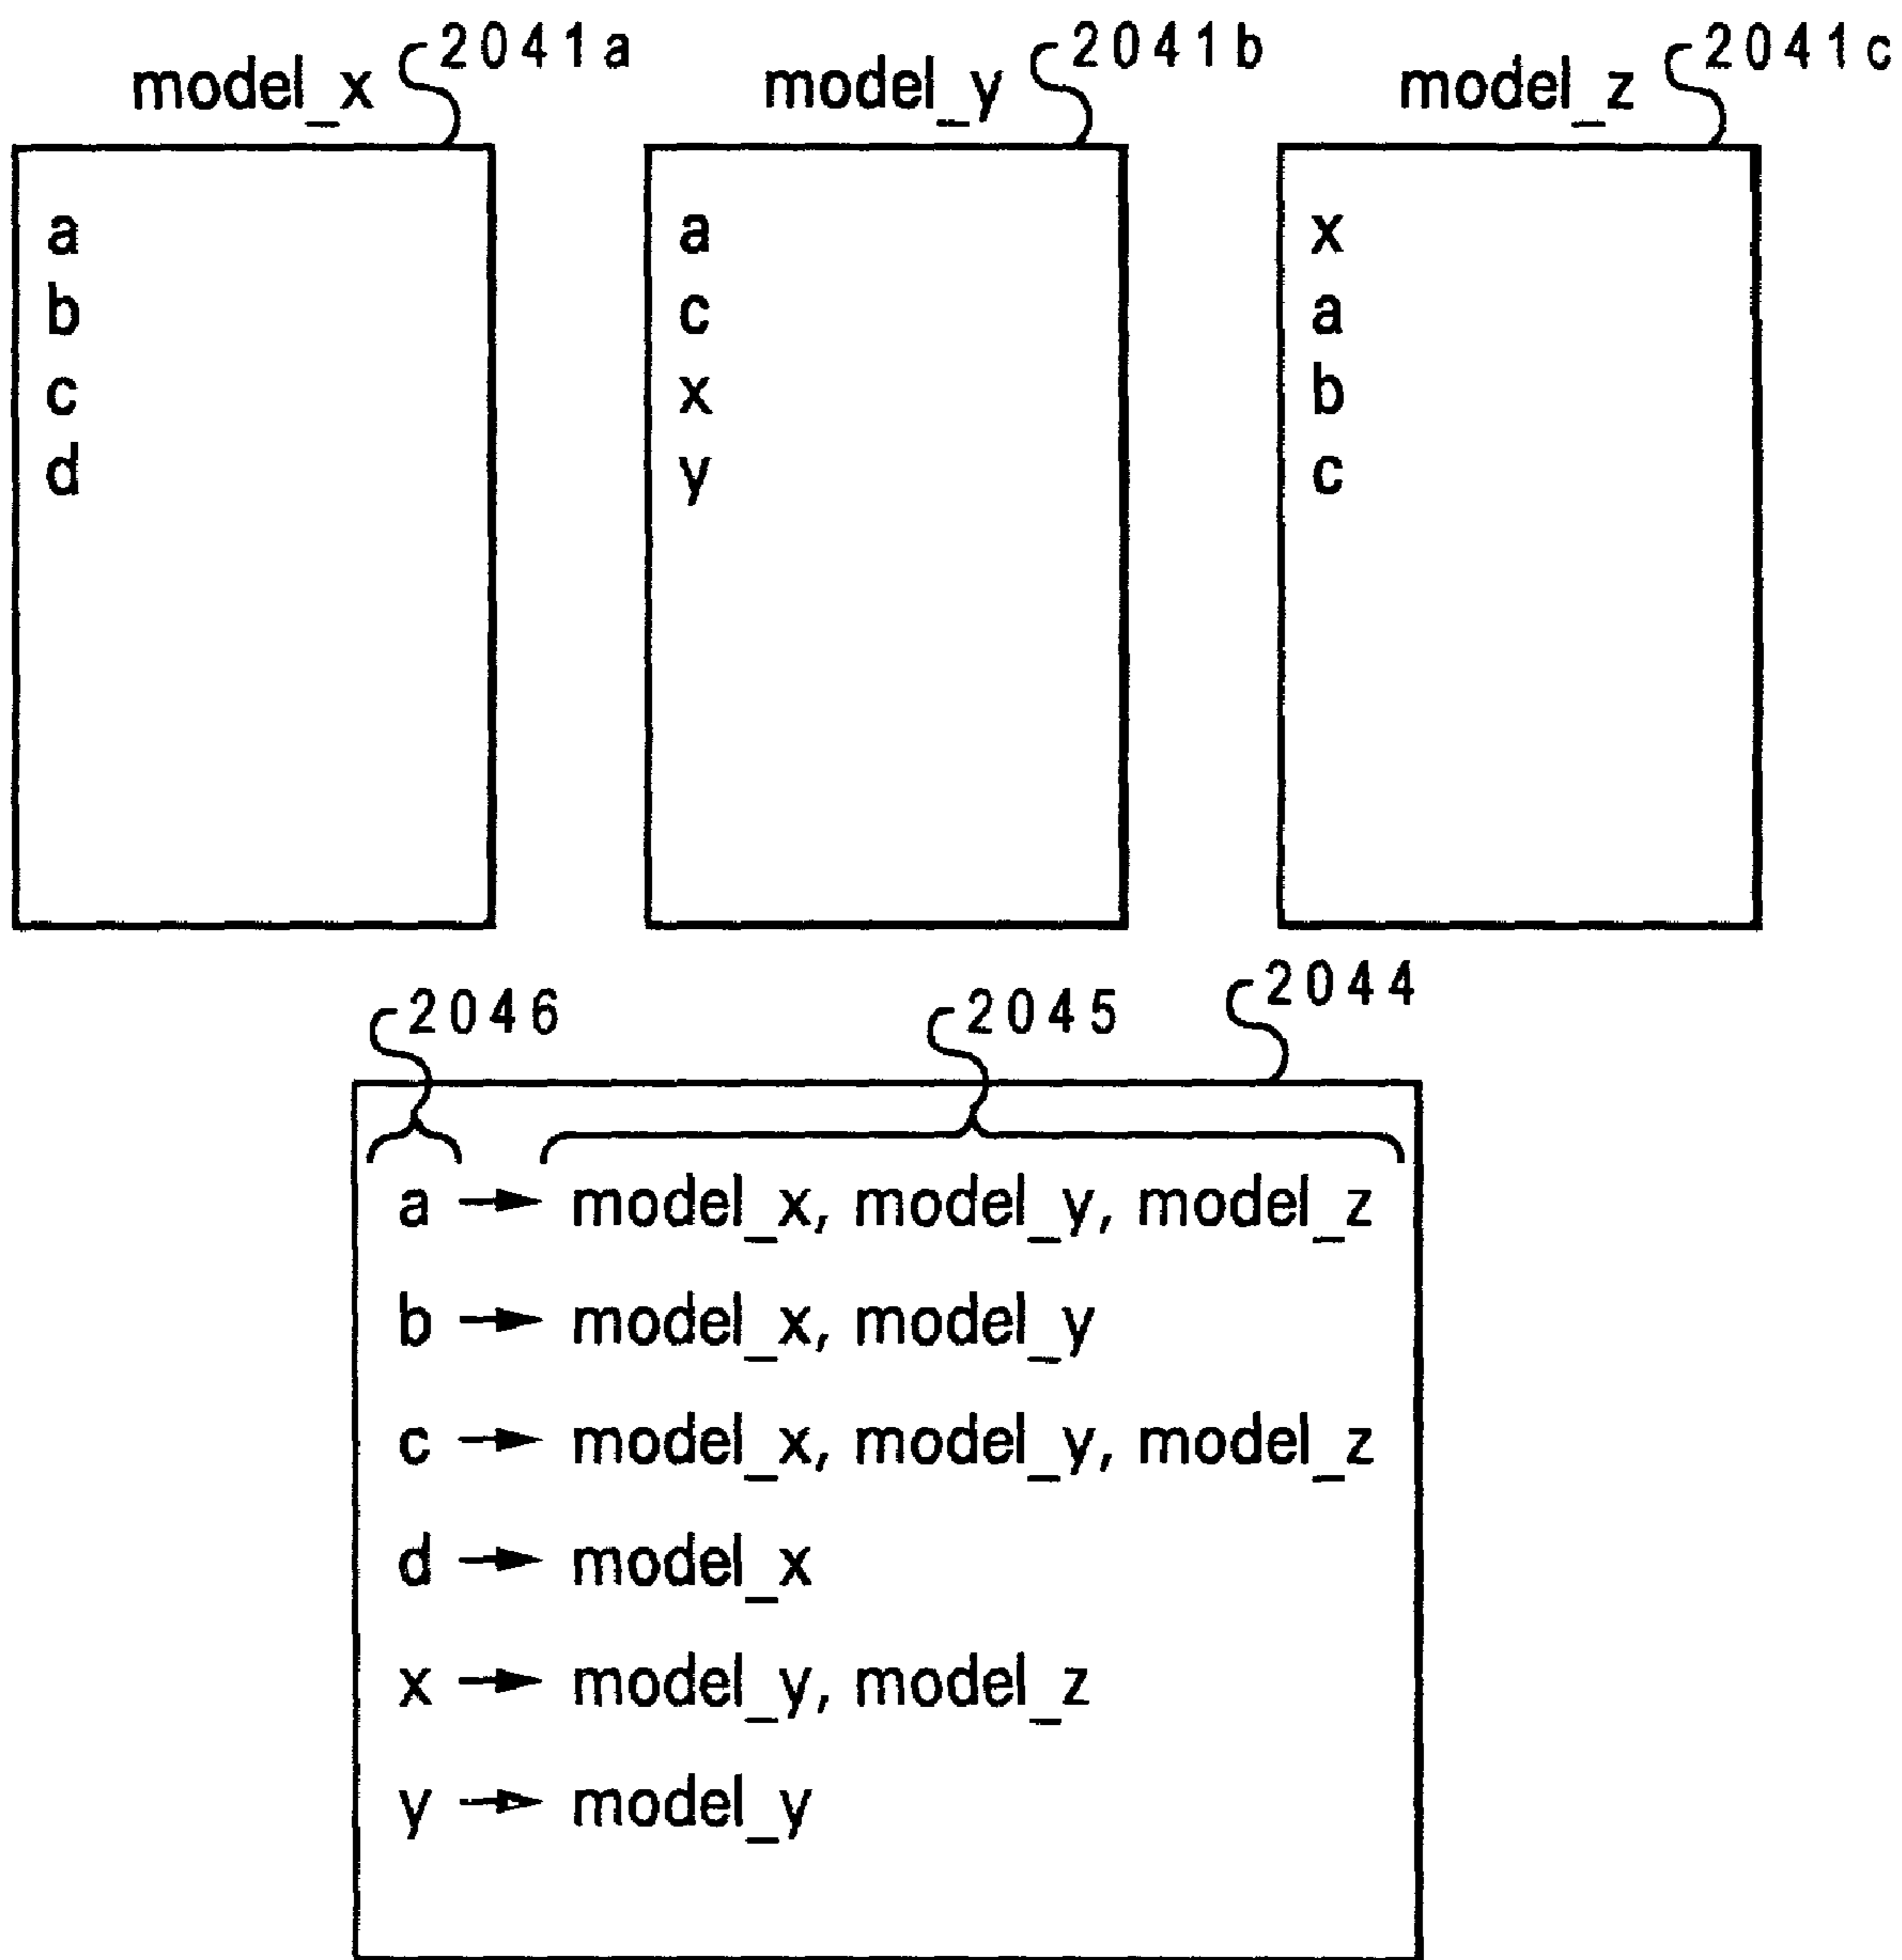 model_x 2041a
a
b
c
d
model_y 2041b
a
c
x
y
model_z 2041c
x
a
b
c
2046 2045 2044
a → model_x, model_y, model_z
b → model_x, model_y
c → model_x, model_y, model_z
d → model_x
x → model_y, model_z
y → model_y